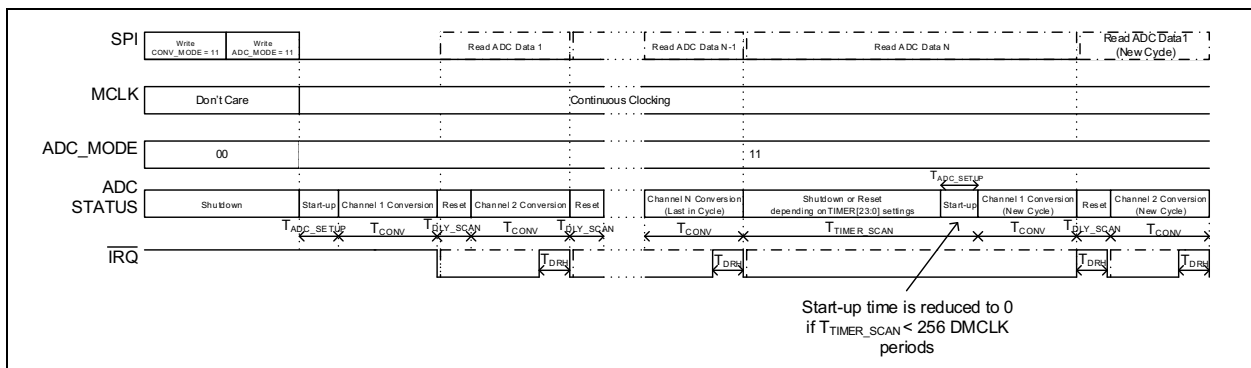 SPI
Write
CONV_MODE = 11
Write
ADC_MODE = 11
Read ADC Data 1
Read ADC Data N-1
Read ADC Data N
Read ADC Data1
(New Cycle)
MCLK
Don't Care
Continuous Clocking
ADC_MODE
00
11
ADC
STATUS
Shutdown
Start-up
Channel 1 Conversion
Reset
Channel 2 Conversion
Reset
Channel N Conversion
(Last in Cycle)
Shutdown or Reset
depending on TIMER[23:0] settings
TADC_SETUP
Start-up
Channel 1 Conversion
(New Cycle)
Reset
Channel 2 Conversion
(New Cycle)
TADC_SETUP
TCONV
TDLY_SCAN
TCONV
TDLY_SCAN
TCONV
TTIMER_SCAN
TCONV
TDLY_SCAN
TCONV
IRQ
TDRH
TDRH
TDRH
TDRH
Start-up time is reduced to 0
if TTIMER_SCAN < 256 DMCLK
periods